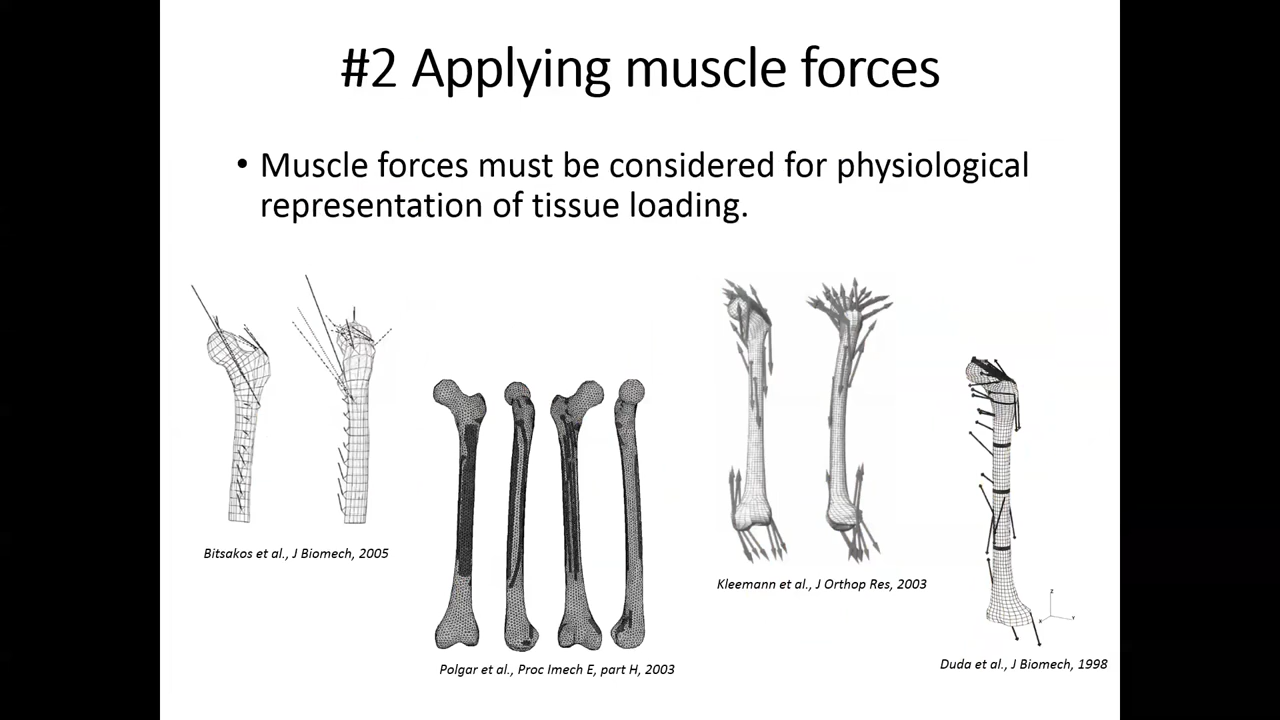 #2 Applying muscle forces
• Muscle forces must be considered for physiological
representation of tissue loading.
Bitsakos et al., J Biomech, 2005
Polgar et al., Proc Imech E, part H, 2003
Kleemann et al., J Orthop Res, 2003
z
x
y
Duda et al., J Biomech, 1998